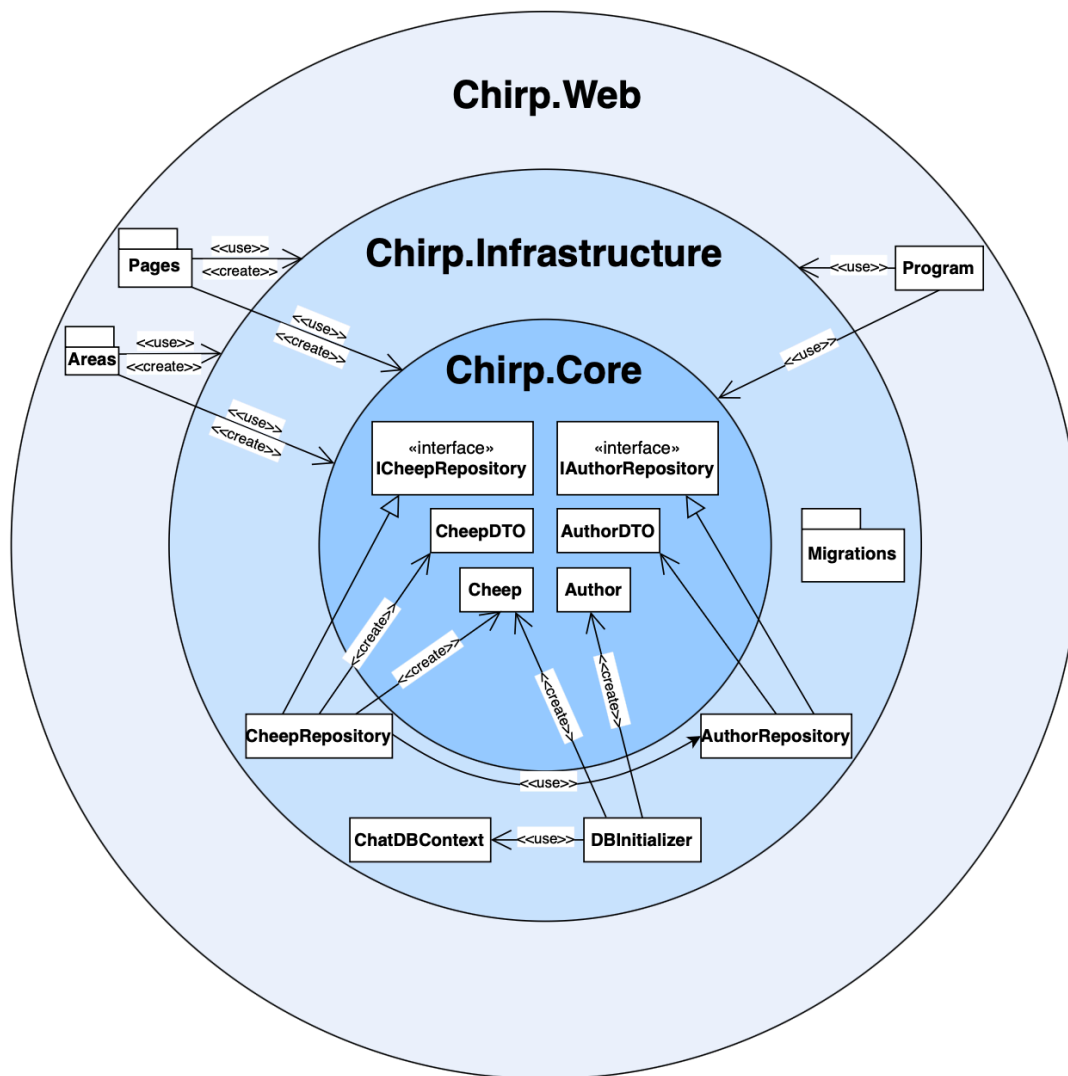 Chirp.Web
<<use>>
Pages
<<create>>
Chirp.Infrastructure
<<use>>
Program
<<use>>
<<create>>
<<use>>
Areas
<<create>>
<<use>>
Chirp.Core
<<use>>
<<create>>
«interface»
ICheepRepository
«interface»
IAuthorRepository
CheepDTO
AuthorDTO
Migrations
Cheep
Author
<<create>>
<<create>>
<<create>>
<<create>>
CheepRepository
AuthorRepository
<<use>>
ChatDBContext
<<use>>
DBInitializer